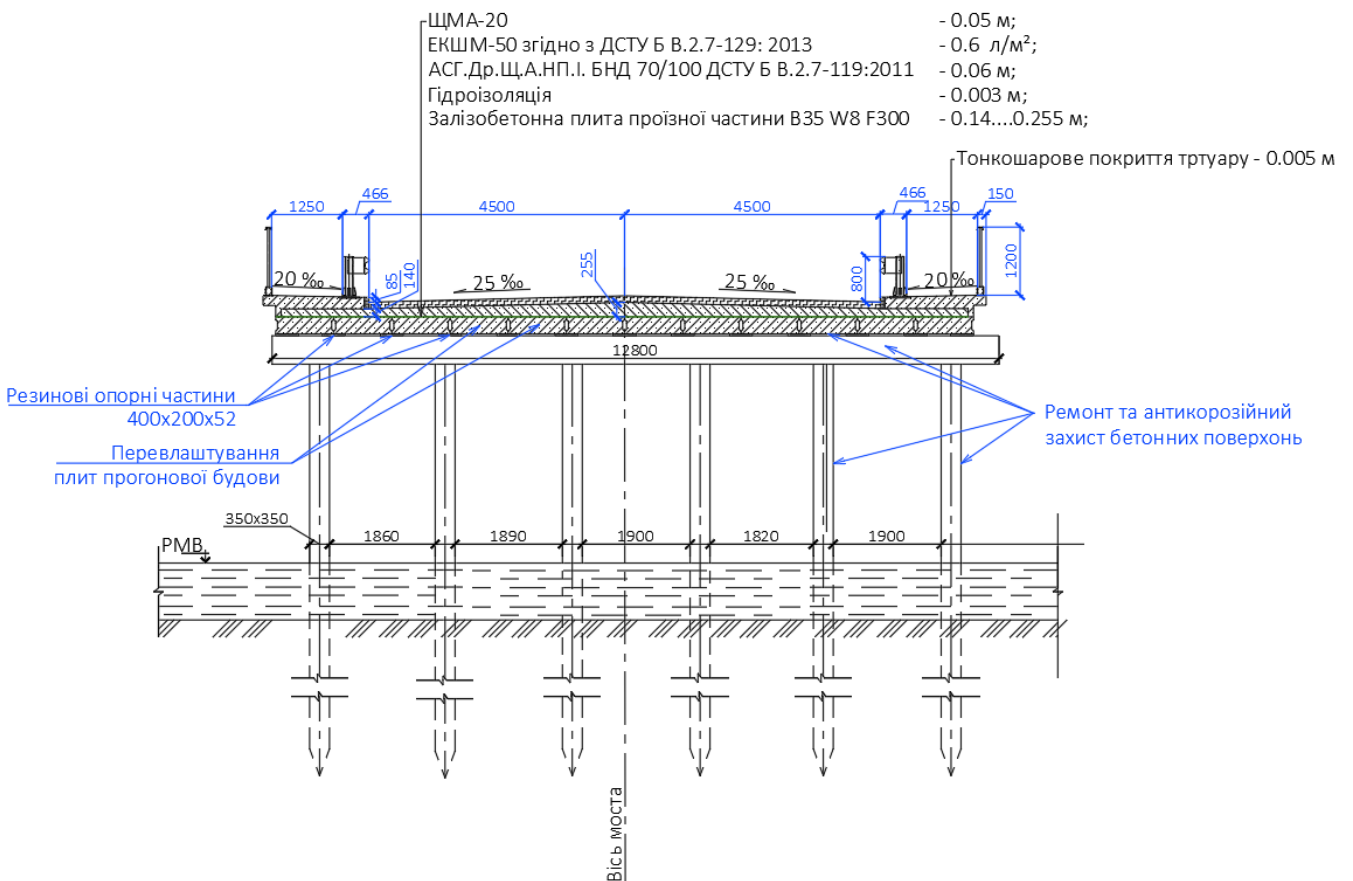 ЩМА-20 - 0.05 м;
ЕКШМ-50 згідно з ДСТУ Б В.2.7-129: 2013 - 0.6 л/м²;
АСГ.Др.Щ.А.НП.І. БНД 70/100 ДСТУ Б В.2.7-119:2011 - 0.06 м;
Гідроізоляція - 0.003 м;
Залізобетонна плита проїзної частини В35 W8 F300 - 0.14....0.255 м;
Тонкошарове покриття тртуару - 0.005 м
1250 466 4500 4500 466 1250 150
20 ‰ 85 140 25 ‰ 255 25 ‰ 800 20 ‰ 1200
12800
Резинові опорні частини
400х200х52
Перевлаштування
плит прогонової будови
Ремонт та антикорозійний
захист бетонних поверхонь
350х350
1860 1890 1900 1820 1900
РМВ
Вісь моста